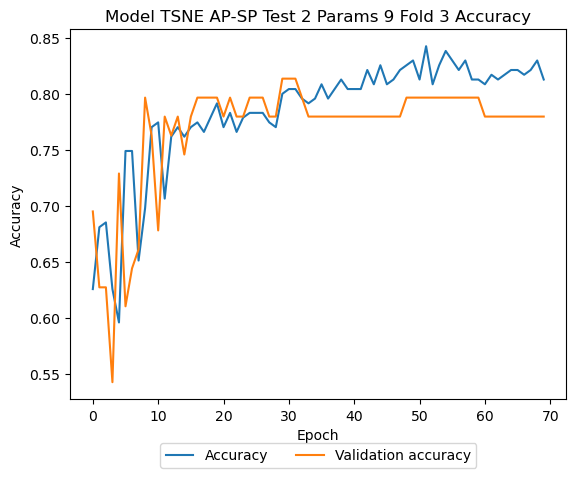 Model TSNE AP-SP Test 2 Params 9 Fold 3 Accuracy
0.85
0.80
0.75
0.70
0.65
0.60
0.55
Accuracy
0 10 20 30 40 50 60 70
Epoch
Accuracy Validation accuracy